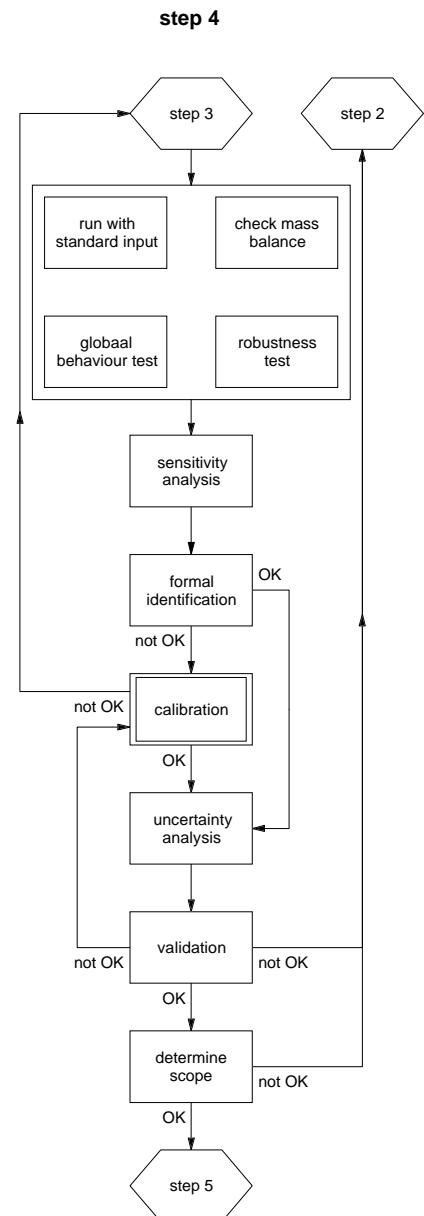 step 4
step 3
step 2
run with
standard input
check mass
balance
globaal
behaviour test
robustness
test
sensitivity
analysis
formal
identification
OK
not OK
calibration
not OK
OK
uncertainty
analysis
validation
not OK
not OK
OK
determine
scope
not OK
OK
step 5